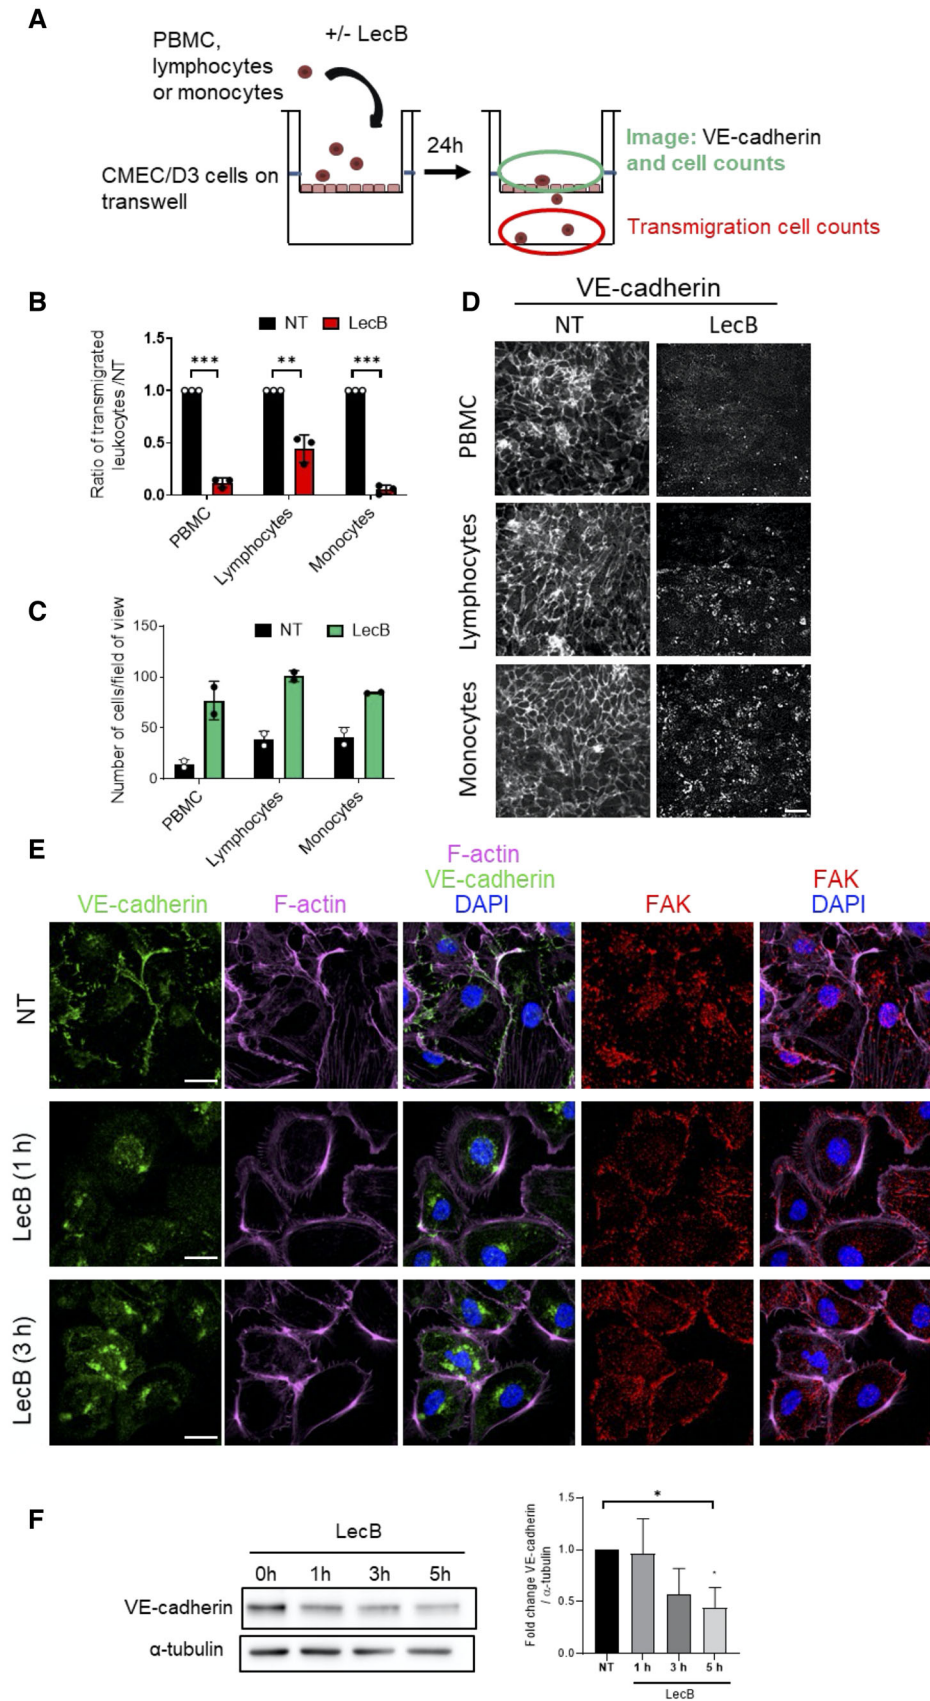 A
PBMC,
lymphocytes
or monocytes
+/- LecB
CMEC/D3 cells on
transwell
24h
Image: VE-cadherin
and cell counts
Transmigration cell counts
B
NT
LecB
Ratio of transmigrated
leukocytes /NT
1.5
1.0
0.5
0.0
***
**
***
PBMC
Lymphocytes
Monocytes
C
NT
LecB
Number of cells/field of view
150
100
50
0
PBMC
Lymphocytes
Monocytes
D
VE-cadherin
NT
LecB
PBMC
Lymphocytes
Monocytes
E
VE-cadherin
F-actin
F-actin
VE-cadherin
DAPI
FAK
FAK
DAPI
NT
LecB (1 h)
LecB (3 h)
F
LecB
0h 1h 3h 5h
VE-cadherin
α-tubulin
Fold change VE-cadherin
/ α-tubulin
1.5
1.0
0.5
0.0
*
*
NT 1 h 3 h 5 h
LecB